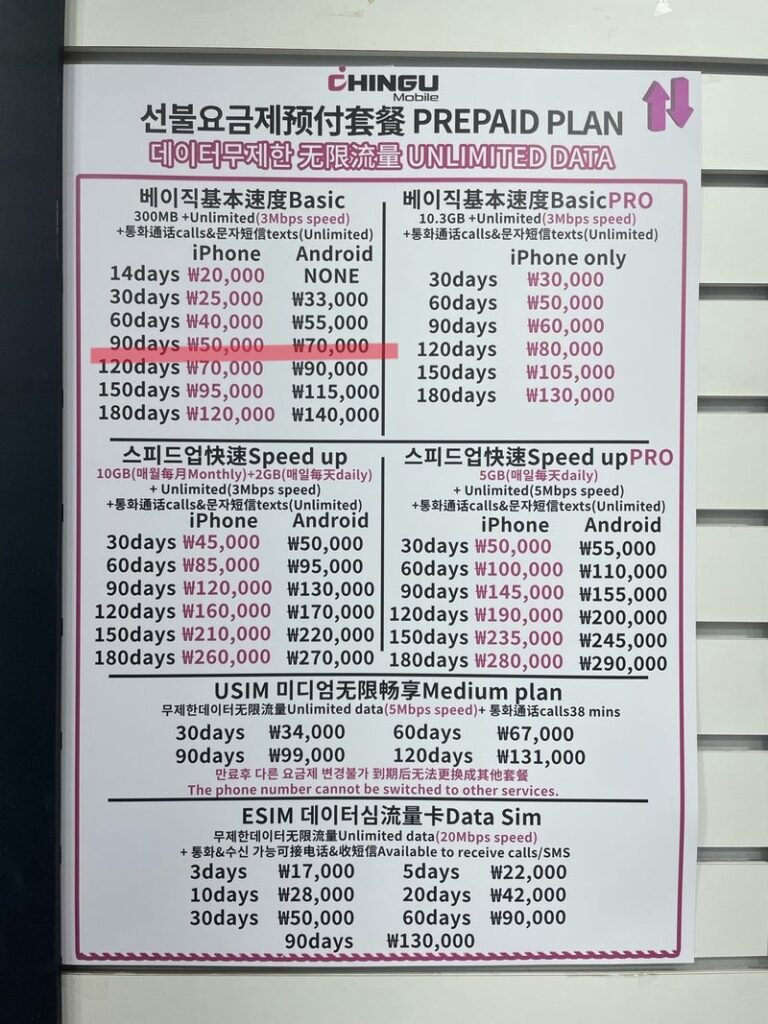 CHINGU
Mobile
선불요금제预付套餐 PREPAID PLAN
데이터무제한 无限流量 UNLIMITED DATA
베이직基本速度Basic
300MB +Unlimited(3Mbps speed)
+통화通话calls&문자短信texts(Unlimited)
iPhone Android
14days ₩20,000 NONE
30days ₩25,000 ₩33,000
60days ₩40,000 ₩55,000
90days ₩50,000 ₩70,000
120days ₩70,000 ₩90,000
150days ₩95,000 ₩115,000
180days ₩120,000 ₩140,000
베이직基本速度BasicPRO
10.3GB +Unlimited(3Mbps speed)
+통화通话calls&문자短信texts(Unlimited)
iPhone only
30days ₩30,000
60days ₩50,000
90days ₩60,000
120days ₩80,000
150days ₩105,000
180days ₩130,000
스피드업快速Speed up
10GB(매월每月Monthly)+2GB(매일每天daily)
+ Unlimited(3Mbps speed)
+통화通话calls&문자短信texts(Unlimited)
iPhone Android
30days ₩45,000 ₩50,000
60days ₩85,000 ₩95,000
90days ₩120,000 ₩130,000
120days ₩160,000 ₩170,000
150days ₩210,000 ₩220,000
180days ₩260,000 ₩270,000
스피드업快速Speed upPRO
5GB(매일每天daily)
+ Unlimited(5Mbps speed)
+통화通话calls&문자短信texts(Unlimited)
iPhone Android
30days ₩50,000 ₩55,000
60days ₩100,000 ₩110,000
90days ₩145,000 ₩155,000
120days ₩190,000 ₩200,000
150days ₩235,000 ₩245,000
180days ₩280,000 ₩290,000
USIM 미디엄无限畅享Medium plan
무제한데이터无限流量Unlimited data(5Mbps speed)+ 통화通话calls38 mins
30days ₩34,000 60days ₩67,000
90days ₩99,000 120days ₩131,000
만료후 다른 요금제 변경불가 到期后无法更换成其他套餐
The phone number cannot be switched to other services.
ESIM 데이터심流量卡Data Sim
무제한데이터无限流量Unlimited data(20Mbps speed)
+ 통화&수신 가능可接电话&收短信Available to receive calls/SMS
3days ₩17,000 5days ₩22,000
10days ₩28,000 20days ₩42,000
30days ₩50,000 60days ₩90,000
90days ₩130,000